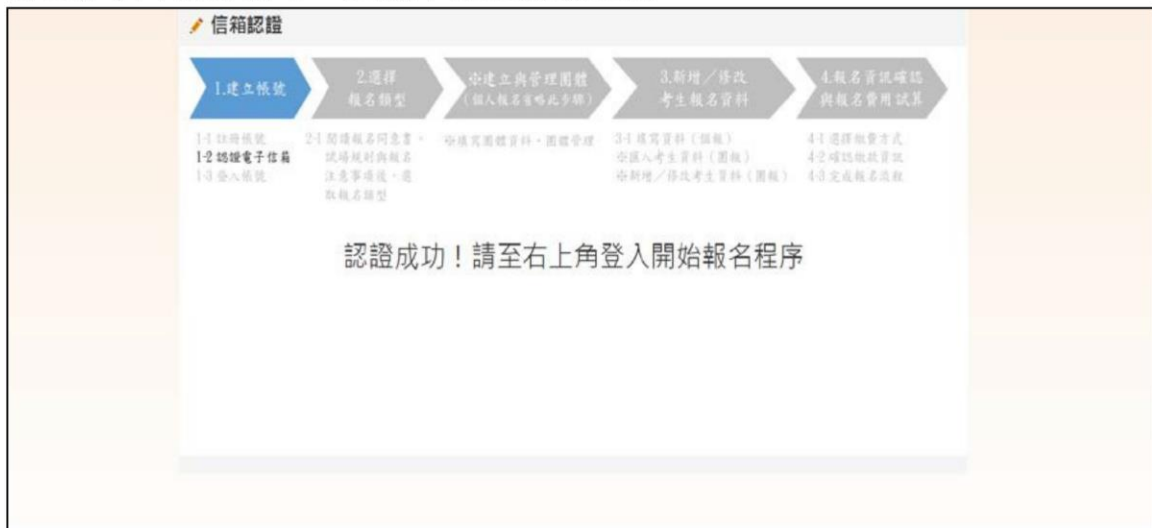 信箱認證
1.建立帳號
2.選擇
報名類型
※建立與管理團體
(個人報名省略此步驟)
3.新增／修改
考生報名資料
4.報名資訊確認
與報名費用試算
1-1 註冊帳號
1-2 認證電子信箱
1-3 登入帳號
2-1 閱讀報名同意書、
試場規則與報名
注意事項後，選
取報名類型
※填寫團體資料、團體管理
3-1 填寫資料（個報）
※匯入考生資料（團報）
※新增／修改考生資料（團報）
4-1 選擇繳費方式
4-2 確認繳款資訊
4-3 完成報名流程
認證成功！請至右上角登入開始報名程序